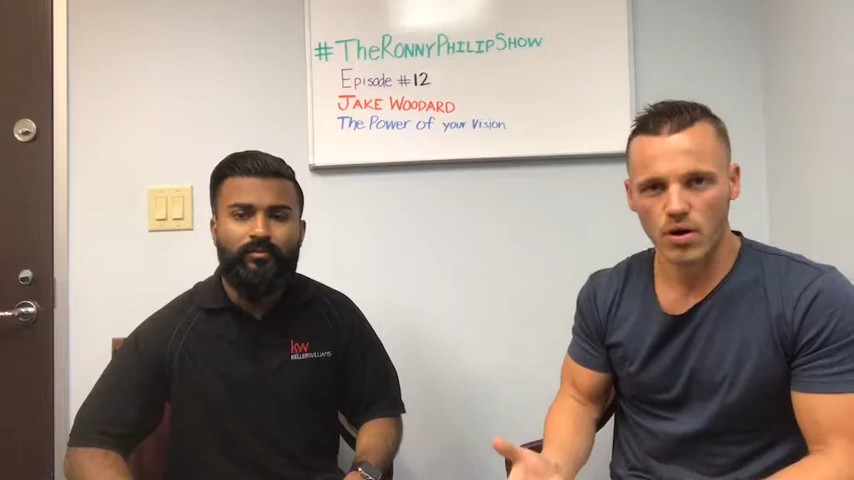 #TheRonnyPhilipShow
Episode #12
Jake Woodard
The Power of your Vision
kw
KELLERWILLIAMS